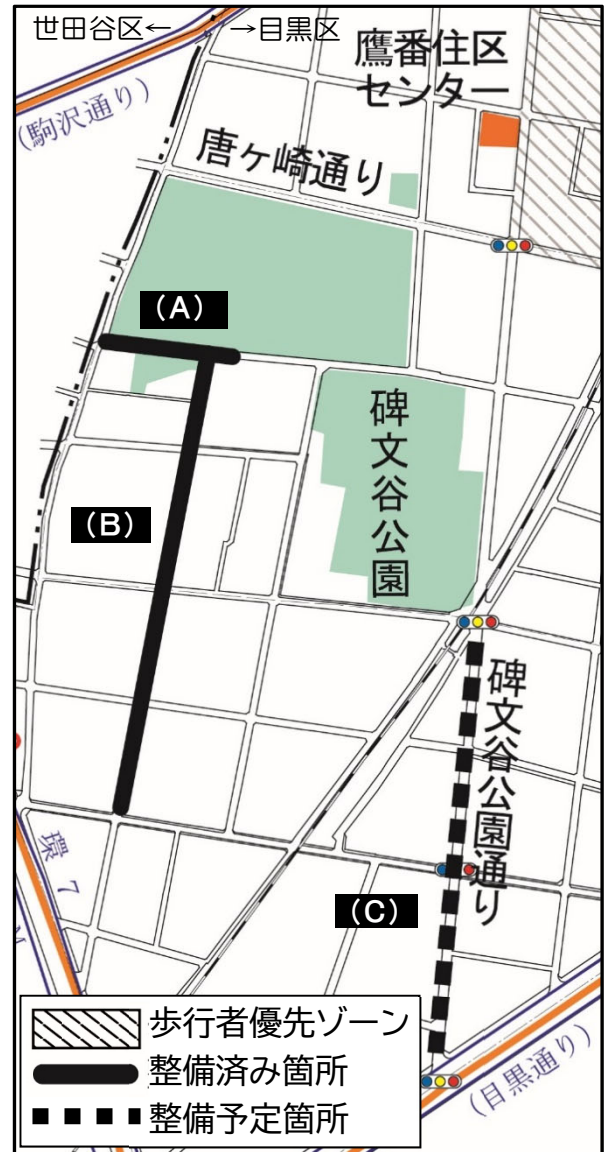 世田谷区← →目黒区
(駒沢通り)
鷹番住区
センター
唐ヶ崎通り
(A)
碑文谷公園
(B)
碑文谷公園通り
環7
(C)
(目黒通り)
歩行者優先ゾーン
整備済み箇所
整備予定箇所